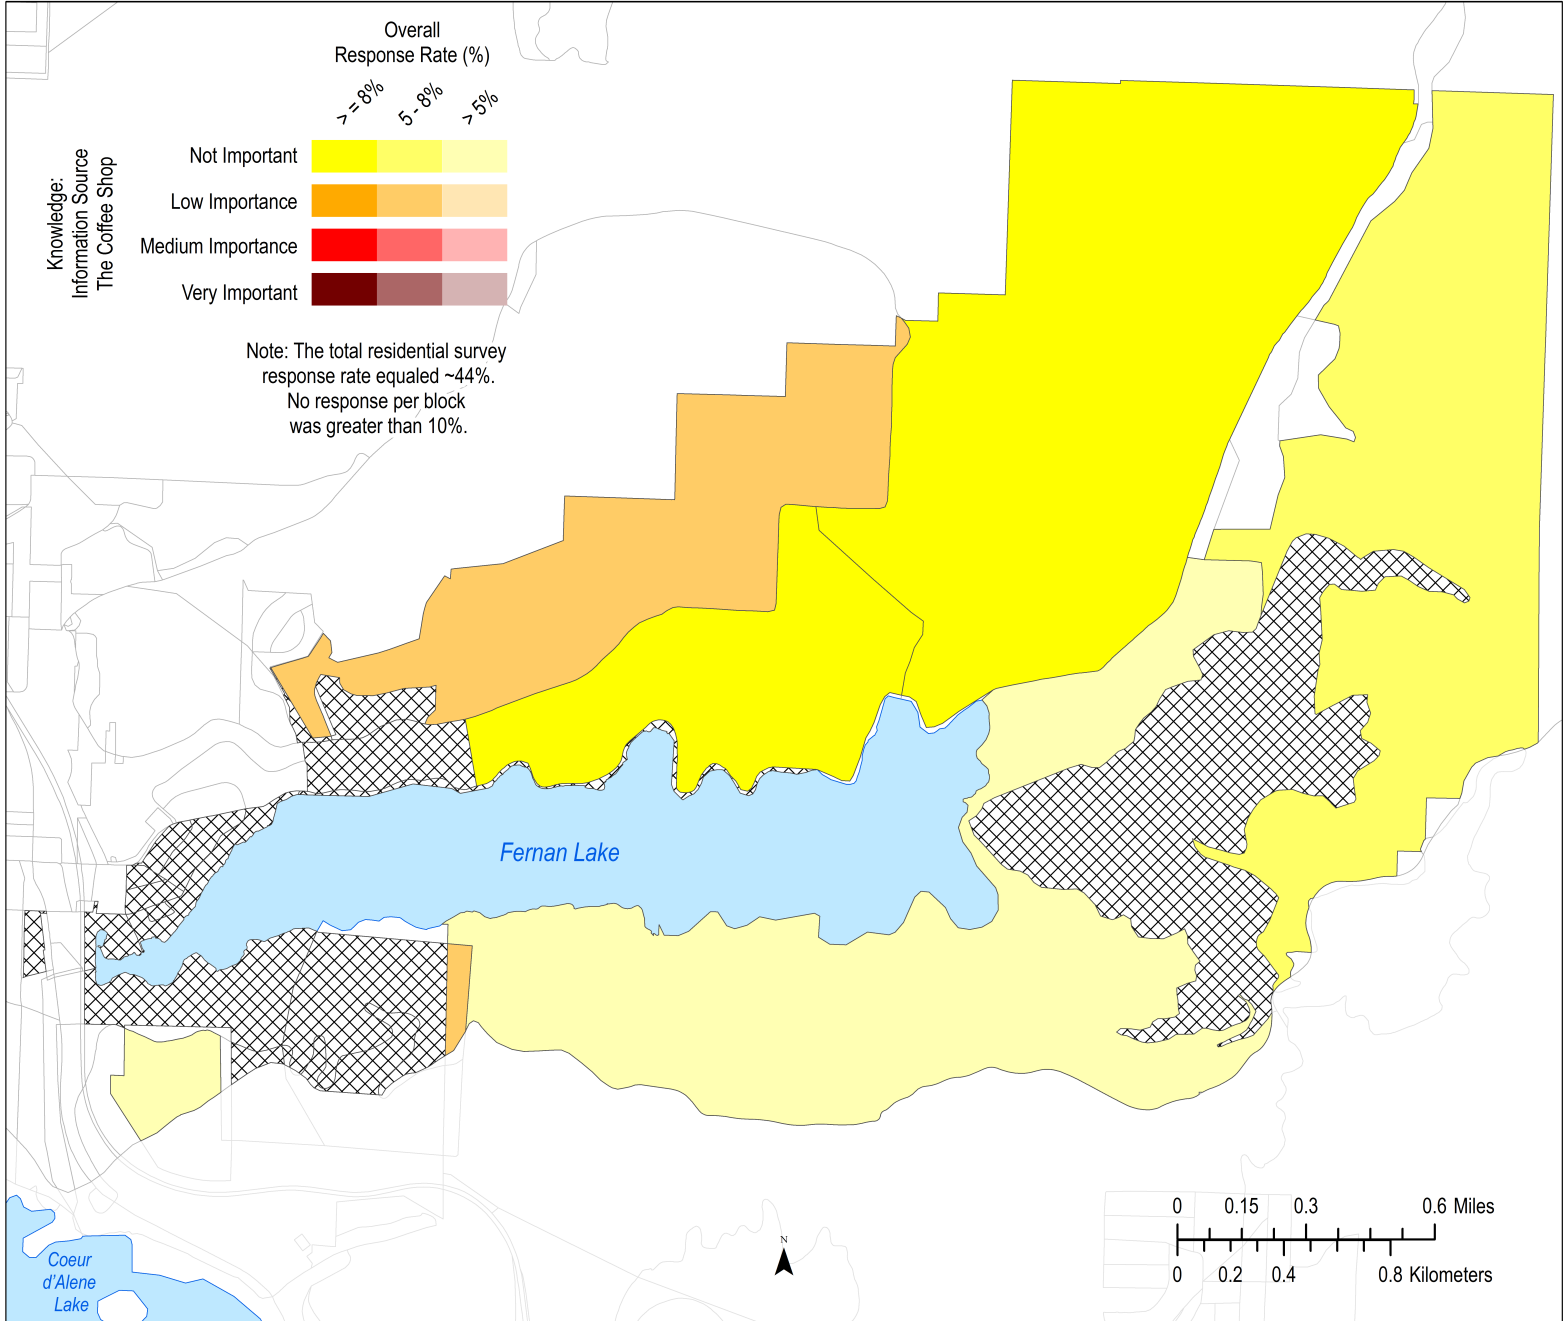 Overall
Response Rate (%)
> = 8%
5 - 8%
> 5%
Knowledge:
Information Source
The Coffee Shop
Not Important
Low Importance
Medium Importance
Very Important
Note: The total residential survey
response rate equaled ~44%.
No response per block
was greater than 10%.
Fernan Lake
Coeur
d'Alene
Lake
N
0 0.15 0.3 0.6 Miles
0 0.2 0.4 0.8 Kilometers